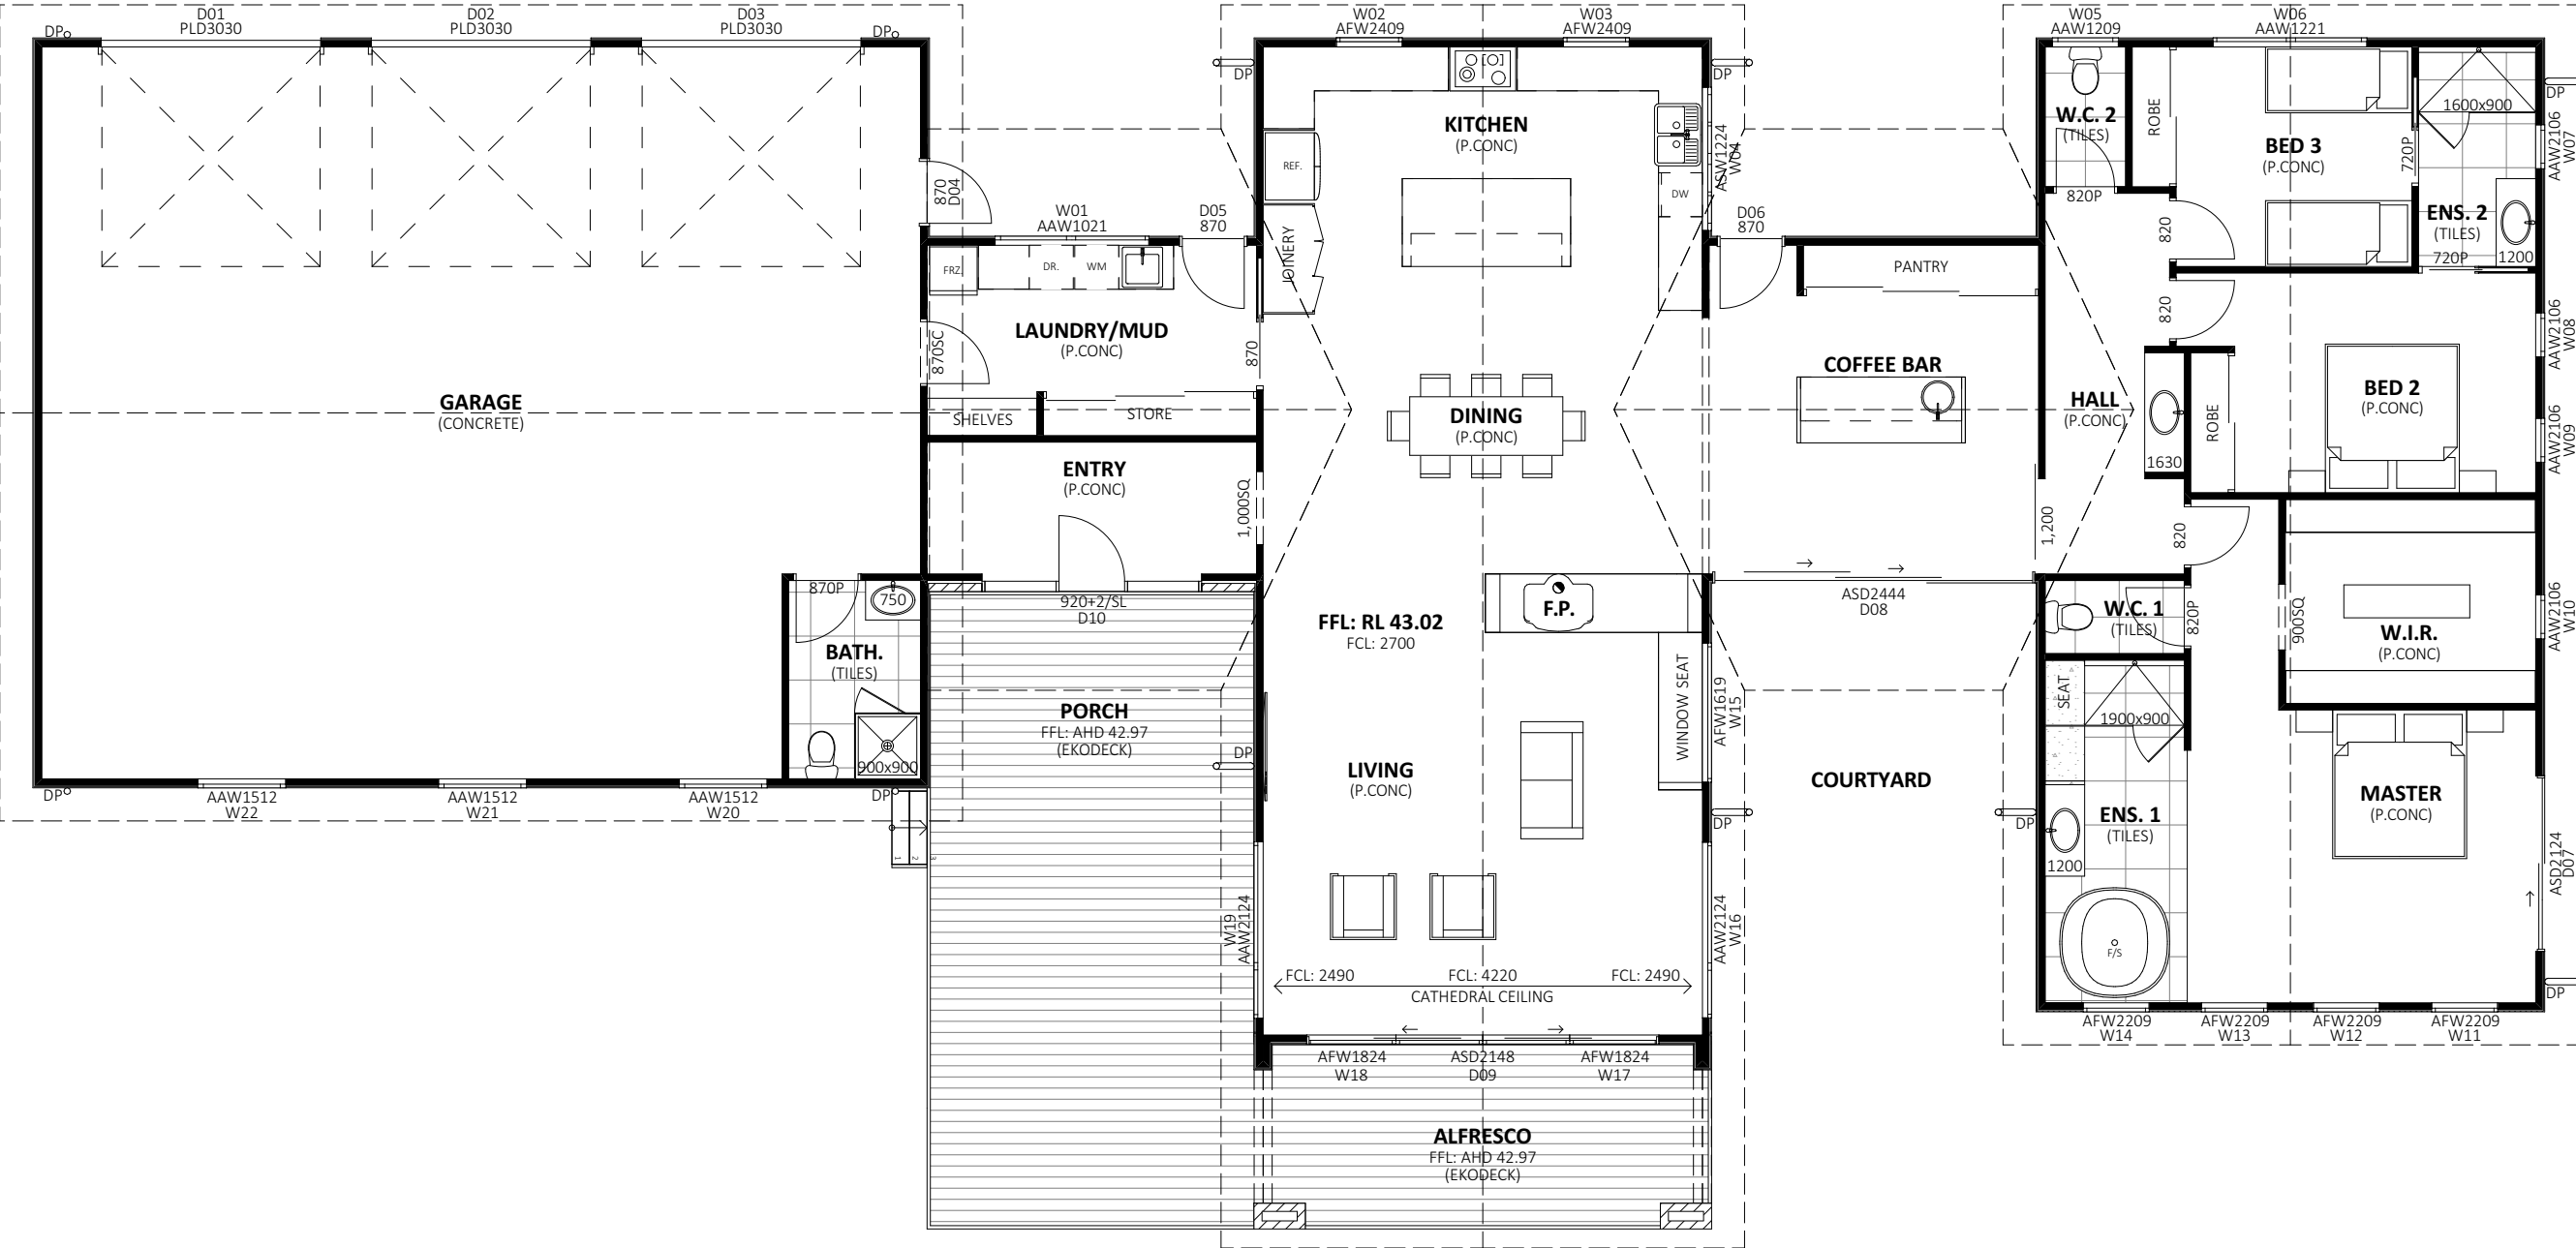 D01
PLD3030
D02
PLD3030
D03
PLD3030
DP
DP
W02
AFW2409
W03
AFW2409
W05
AAW1209
W06
AAW1221
DP
DP
DP
KITCHEN
(P.CONC)
REF.
DW
ASW1224
W04
JOINERY
W.C. 2
(TILES)
820P
ROBE
BED 3
(P.CONC)
720P
1600x900
ENS. 2
(TILES)
720P
1200
AAW2106
W07
870
D04
W01
AAW1021
D05
870
D06
870
820
820
FRZ.
DR.
WM
LAUNDRY/MUD
(P.CONC)
870SC
870
SHELVES
STORE
PANTRY
COFFEE BAR
HALL
(P.CONC)
1630
ROBE
BED 2
(P.CONC)
AAW2106
W08
AAW2106
W09
GARAGE
(CONCRETE)
DINING
(P.CONC)
ENTRY
(P.CONC)
1,000SQ
1,200
820
920+2/SL
D10
870P
750
BATH.
(TILES)
900x900
FFL: RL 43.02
FCL: 2700
F.P.
ASD2444
D08
W.C. 1
(TILES)
820P
900SQ
W.I.R.
(P.CONC)
AAW2106
W10
PORCH
FFL: AHD 42.97
(EKODECK)
DP
WINDOW SEAT
AFW1619
W15
SEAT
1900x900
LIVING
(P.CONC)
COURTYARD
DP
DP
ENS. 1
(TILES)
1200
F/S
MASTER
(P.CONC)
ASD2124
D07
DP
DP
AAW1512
W22
AAW1512
W21
AAW1512
W20
DP
1
2
3
W19
AAW2124
AAW2124
W16
FCL: 2490
FCL: 4220
FCL: 2490
CATHEDRAL CEILING
AFW2209
W14
AFW2209
W13
AFW2209
W12
AFW2209
W11
DP
AFW1824
W18
ASD2148
D09
AFW1824
W17
ALFRESCO
FFL: AHD 42.97
(EKODECK)